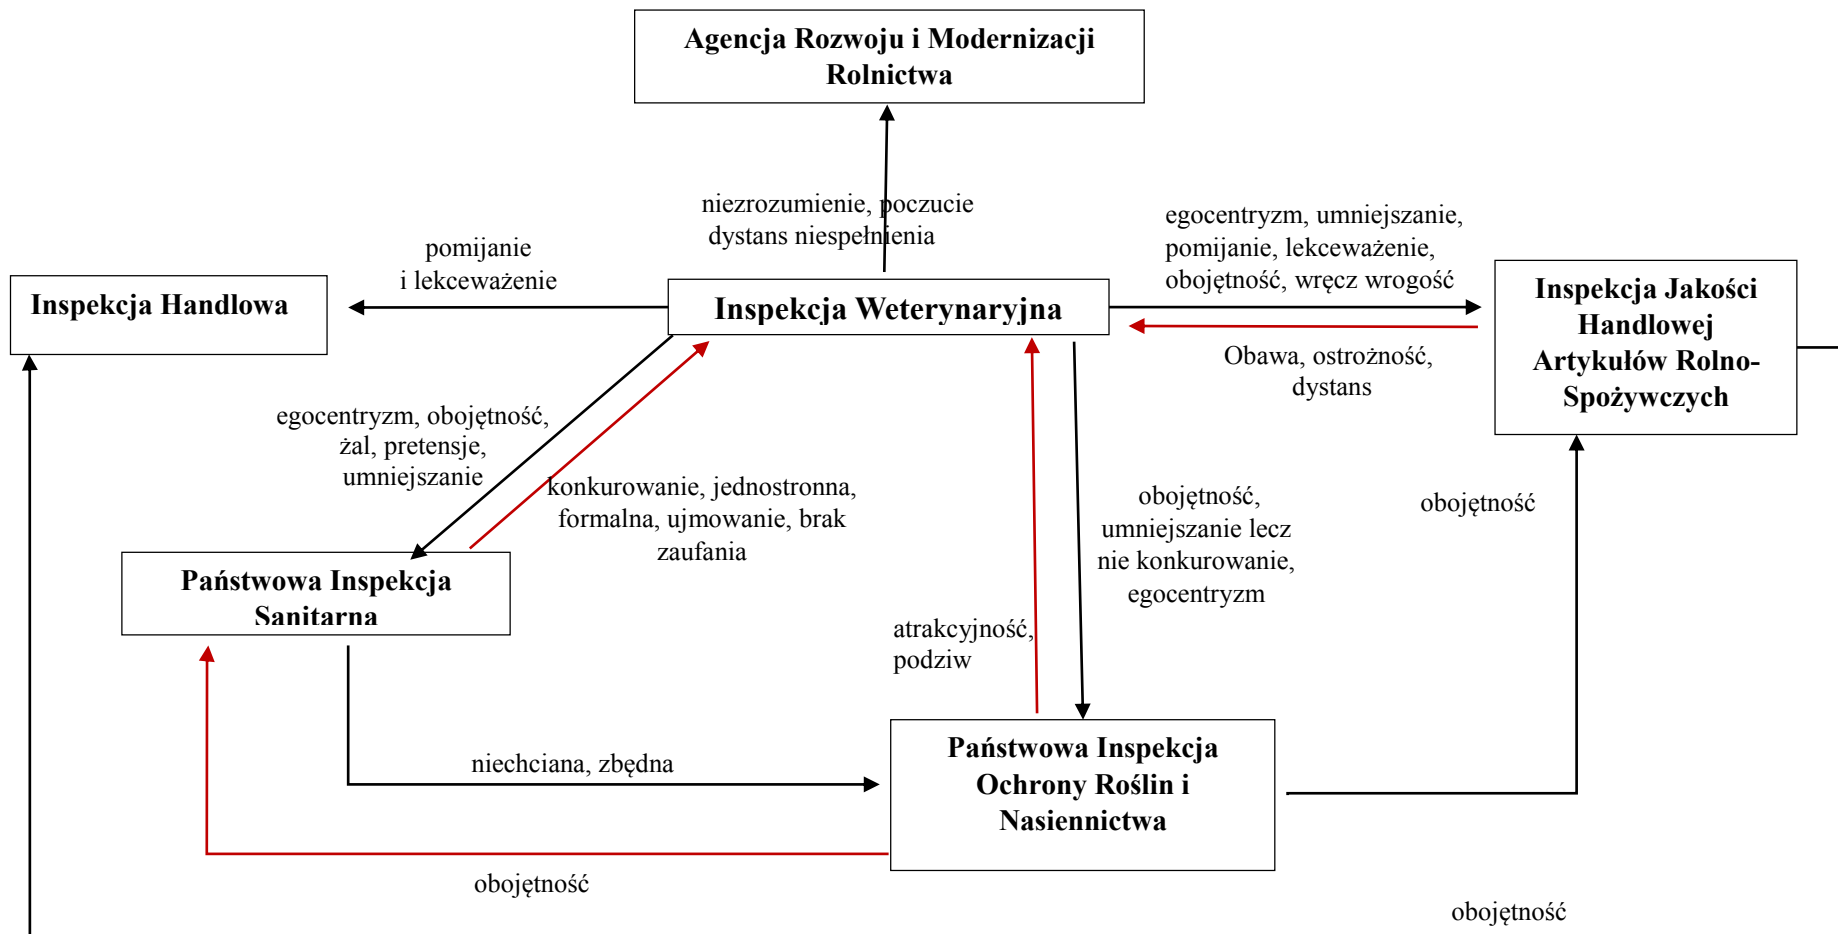 Agencja Rozwoju i Modernizacji
Rolnictwa
niezrozumienie, poczucie
dystans niespełnienia
egocentryzm, umniejszanie,
pomijanie, lekceważenie,
obojętność, wręcz wrogość
pomijanie
i lekceważenie
Inspekcja Handlowa
Inspekcja Weterynaryjna
Inspekcja Jakości
Handlowej
Artykułów Rolno-
Spożywczych
Obawa, ostrożność,
dystans
egocentryzm, obojętność,
żal, pretensje,
umniejszanie
konkurowanie, jednostronna,
formalna, ujmowanie, brak
zaufania
obojętność,
umniejszanie lecz
nie konkurowanie,
egocentryzm
obojętność
Państwowa Inspekcja
Sanitarna
atrakcyjność,
podziw
niechciana, zbędna
Państwowa Inspekcja
Ochrony Roślin i
Nasiennictwa
obojętność
obojętność